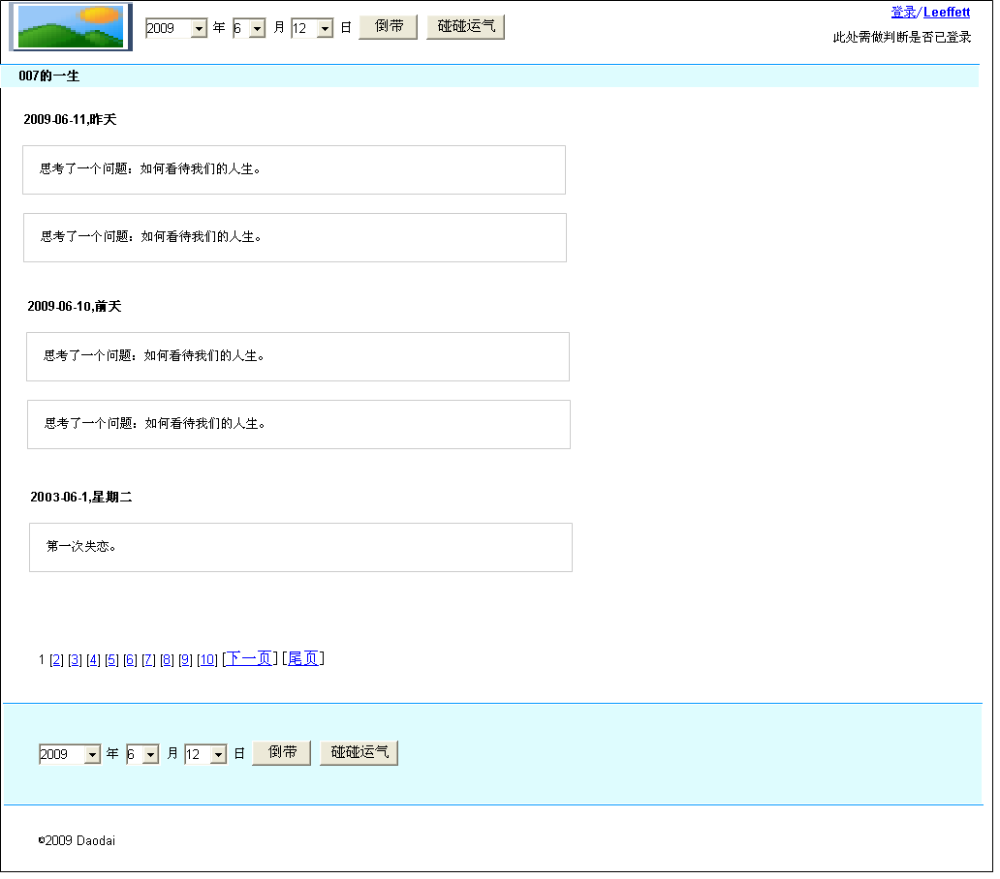 2009 年 6 月 12 日 倒带 碰碰运气
登录/Leeffett
此处需做判断是否已登录
007的一生
2009-06-11,昨天
思考了一个问题：如何看待我们的人生。
思考了一个问题：如何看待我们的人生。
2009-06-10,前天
思考了一个问题：如何看待我们的人生。
思考了一个问题：如何看待我们的人生。
2003-06-1,星期二
第一次失恋。
1 [2] [3] [4] [5] [6] [7] [8] [9] [10] [下一页] [尾页]
2009 年 6 月 12 日 倒带 碰碰运气
©2009 Daodai